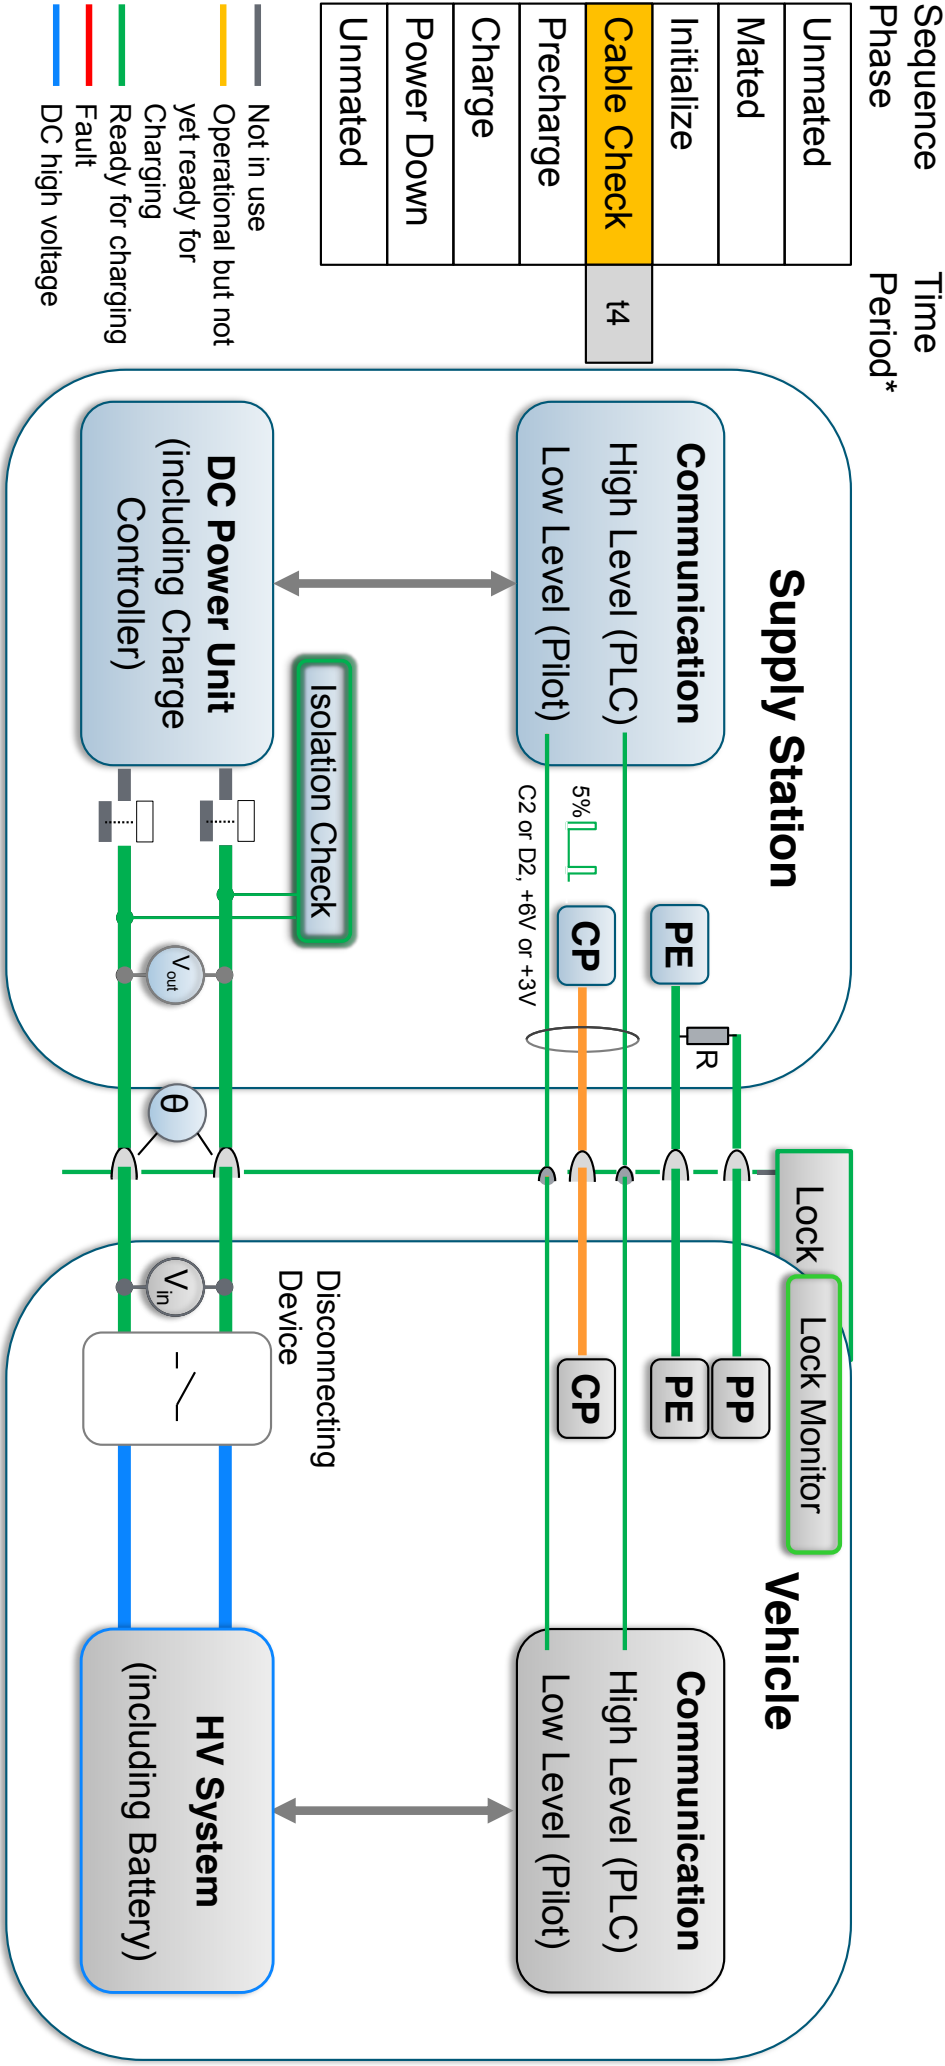 Sequence
Phase
Time
Period*
Unmated
Mated
Initialize
Cable Check
t4
Precharge
Charge
Power Down
Unmated
Not in use
Operational but not
yet ready for
Charging
Ready for charging
Fault
DC high voltage
Supply Station
Communication
High Level (PLC)
Low Level (Pilot)
5%
C2 or D2, +6V or +3V
PE
CP
R
Isolation Check
DC Power Unit
(including Charge
Controller)
Vout
θ
Lock
Lock Monitor
Vehicle
PP
PE
CP
Communication
High Level (PLC)
Low Level (Pilot)
Disconnecting
Device
Vin
HV System
(including Battery)